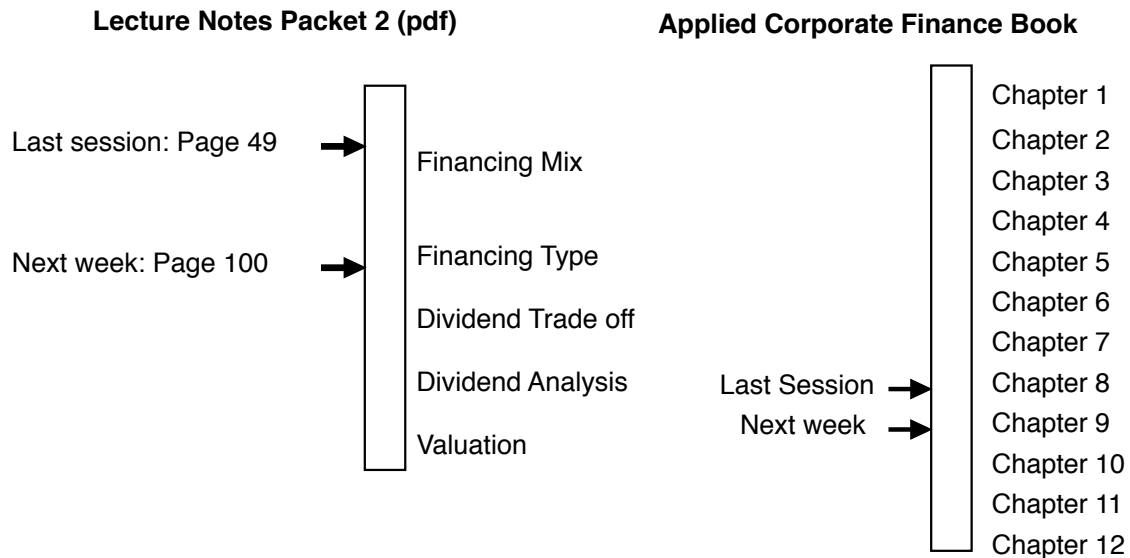 Lecture Notes Packet 2 (pdf)
Applied Corporate Finance Book
Last session: Page 49
Next week: Page 100
Financing Mix
Financing Type
Dividend Trade off
Dividend Analysis
Valuation
Last Session
Next week
Chapter 1
Chapter 2
Chapter 3
Chapter 4
Chapter 5
Chapter 6
Chapter 7
Chapter 8
Chapter 9
Chapter 10
Chapter 11
Chapter 12